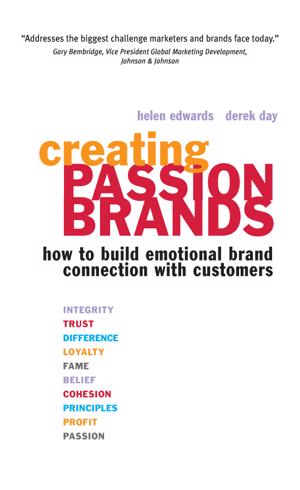 “Addresses the biggest challenge marketers and brands face today.”
Gary Bembridge, Vice President Global Marketing Development,
Johnson & Johnson
helen edwards derek day
creating
PASSION
BRANDS
how to build emotional brand
connection with customers
INTEGRITY
TRUST
DIFFERENCE
LOYALTY
FAME
BELIEF
COHESION
PRINCIPLES
PROFIT
PASSION